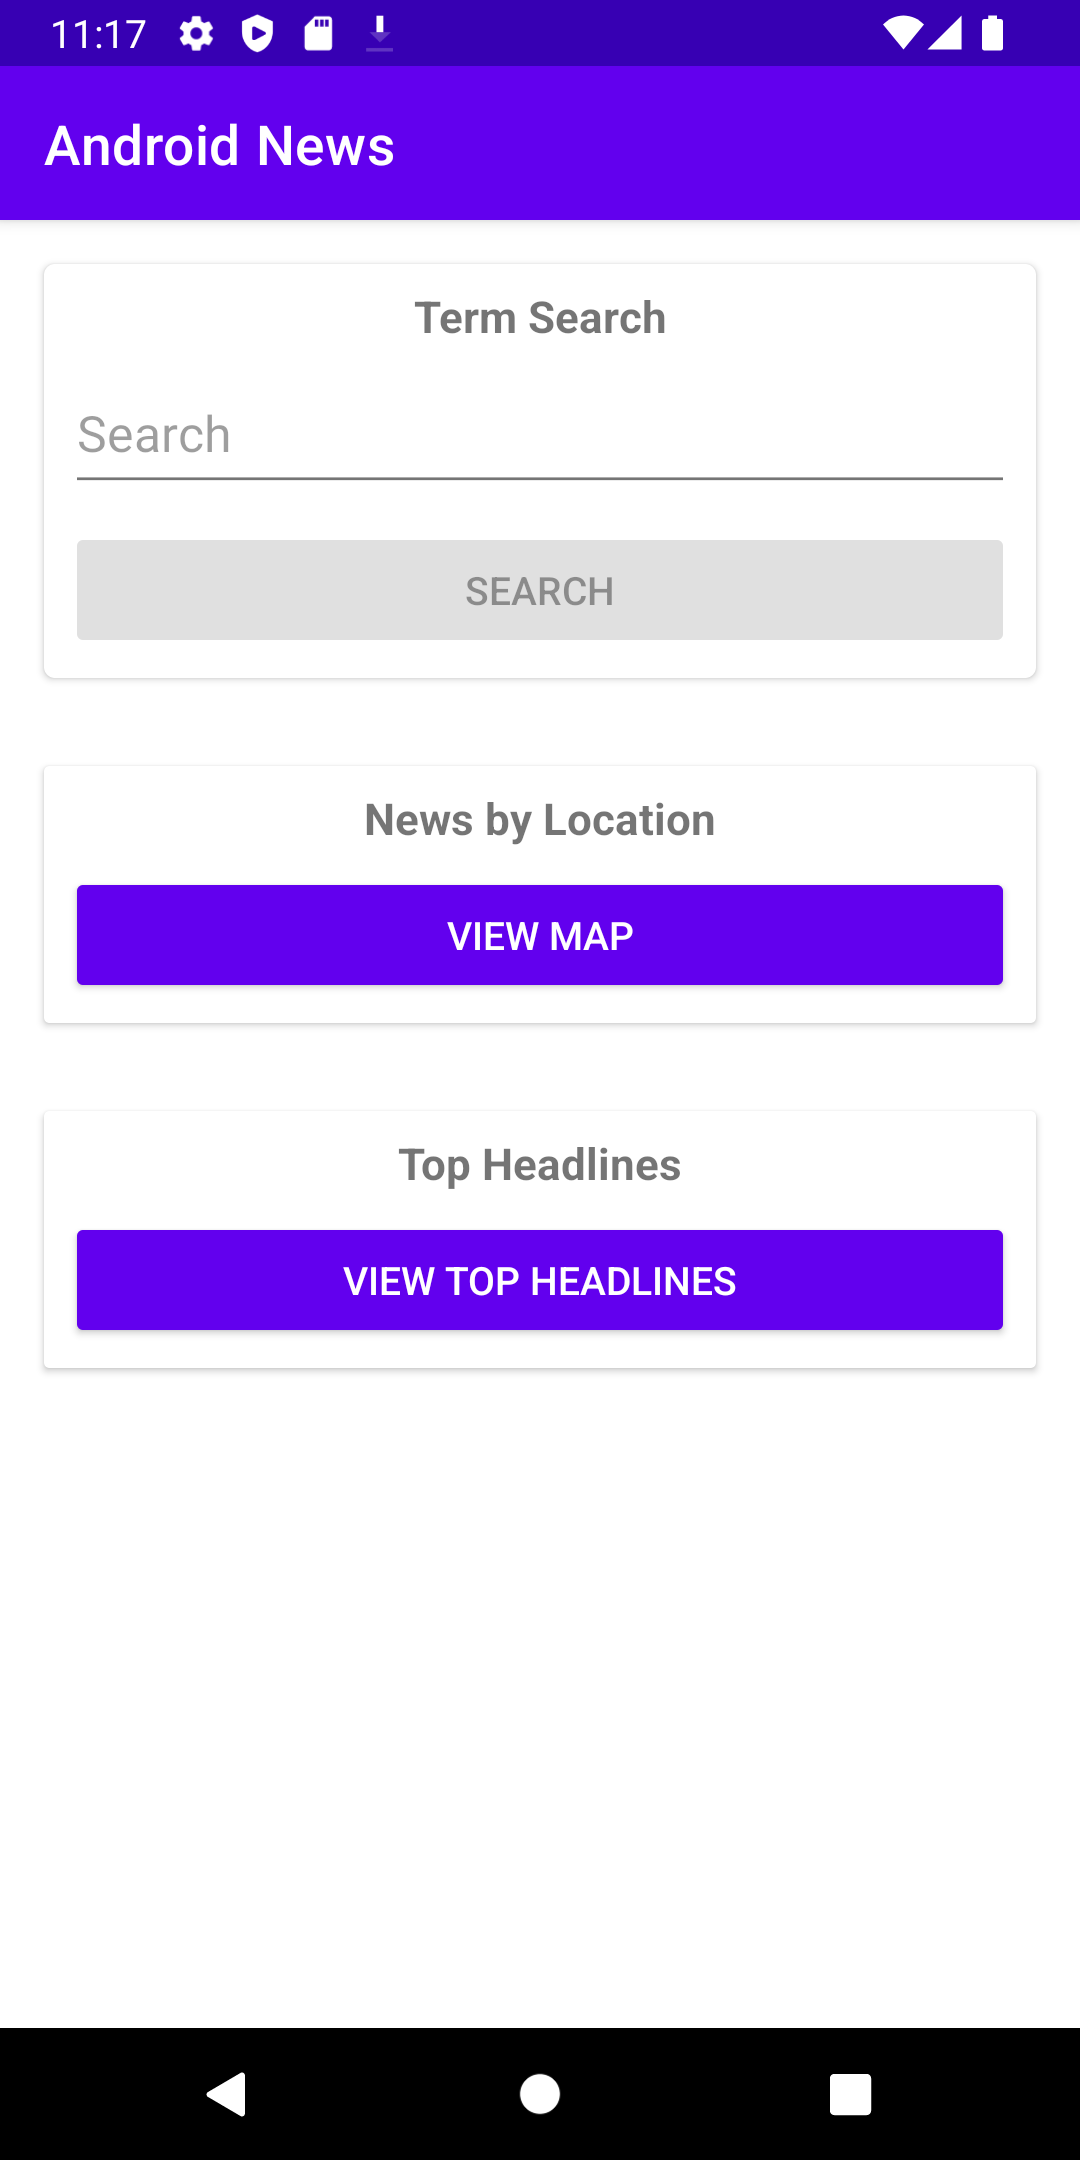 11:17
Android News
Term Search
Search
SEARCH
News by Location
VIEW MAP
Top Headlines
VIEW TOP HEADLINES